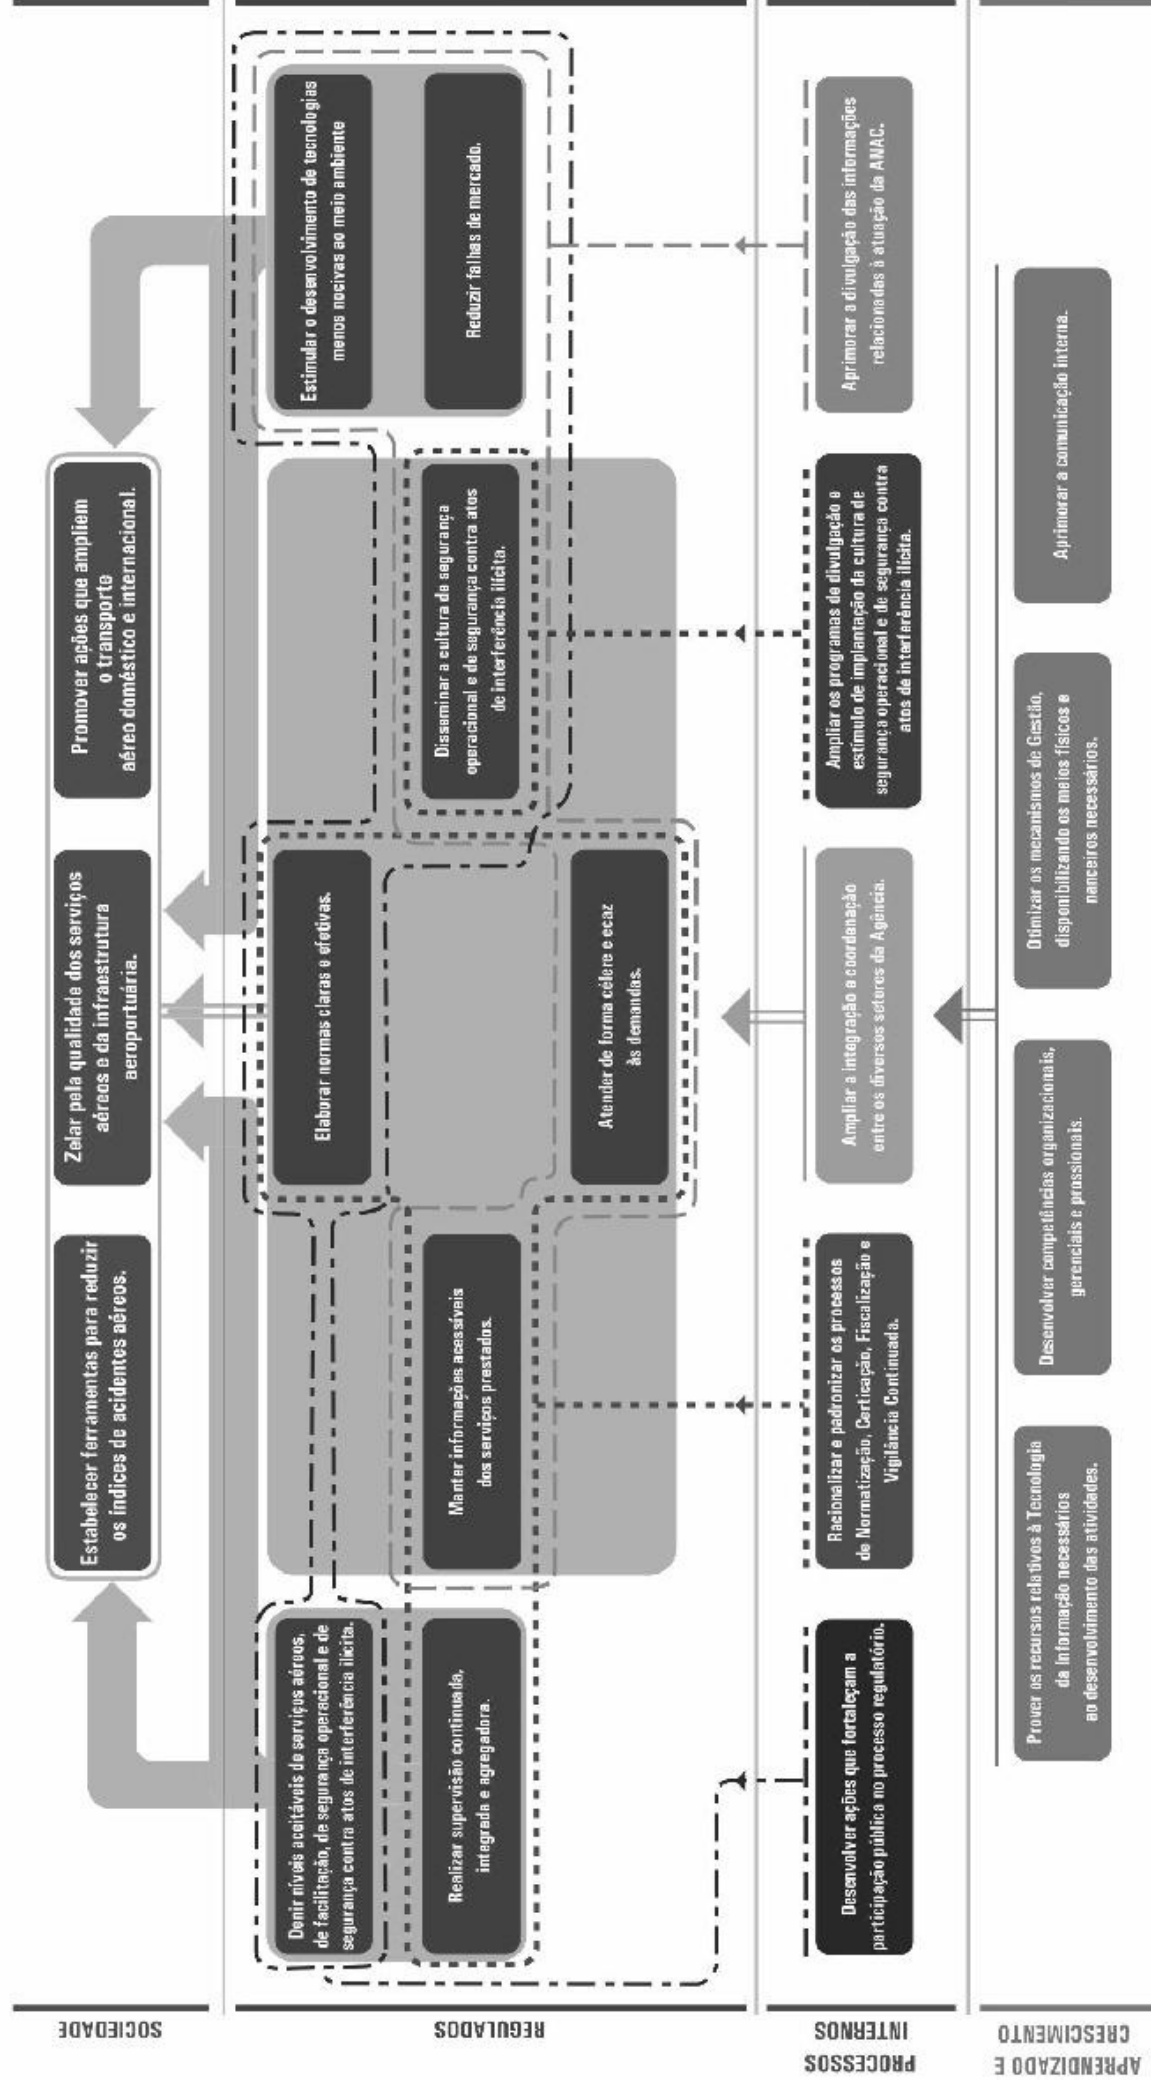 SOCIEDADE
Estabelecer ferramentas para reduzir
os índices de acidentes aéreos.
Zelar pela qualidade dos serviços
aéreos e da infraestrutura
aeroportuária.
Promover ações que ampliem
o transporte
aéreo doméstico e internacional.
REGULADOS
Denir níveis aceitáveis de serviços aéreos,
de facilitação, de segurança operacional e de
segurança contra atos de interferência ilícita.
Elaborar normas claras e efetivas.
Estimular o desenvolvimento de tecnologias
menos nocivas ao meio ambiente
Realizar supervisão continuada,
integrada e agregadora.
Manter informações acessíveis
dos serviços prestados.
Disseminar a cultura de segurança
operacional e de segurança contra atos
de interferência ilícita.
Reduzir falhas de mercado.
Atender de forma célere e ecaz
às demandas.
PROCESSOS
INTERNOS
Desenvolver ações que fortaleçam a
participação pública no processo regulatório.
Racionalizar e padronizar os processos
de Normatização, Certicação, Fiscalização e
Vigilância Continuada.
Ampliar a integração e coordenação
entre os diversos setores da Agência.
Ampliar os programas de divulgação e
estímulo de implantação da cultura de
segurança operacional e de segurança contra
atos de interferência ilícita.
Aprimorar a divulgação das informações
relacionadas à atuação da ANAC.
APRENDIZADO E
CRESCIMENTO
Prover os recursos relativos à Tecnologia
da Informação necessários
ao desenvolvimento das atividades.
Desenvolver competências organizacionais,
gerenciais e prossionais.
Otimizar os mecanismos de Gestão,
disponibilizando os meios físicos e
nanceiros necessários.
Aprimorar a comunicação interna.